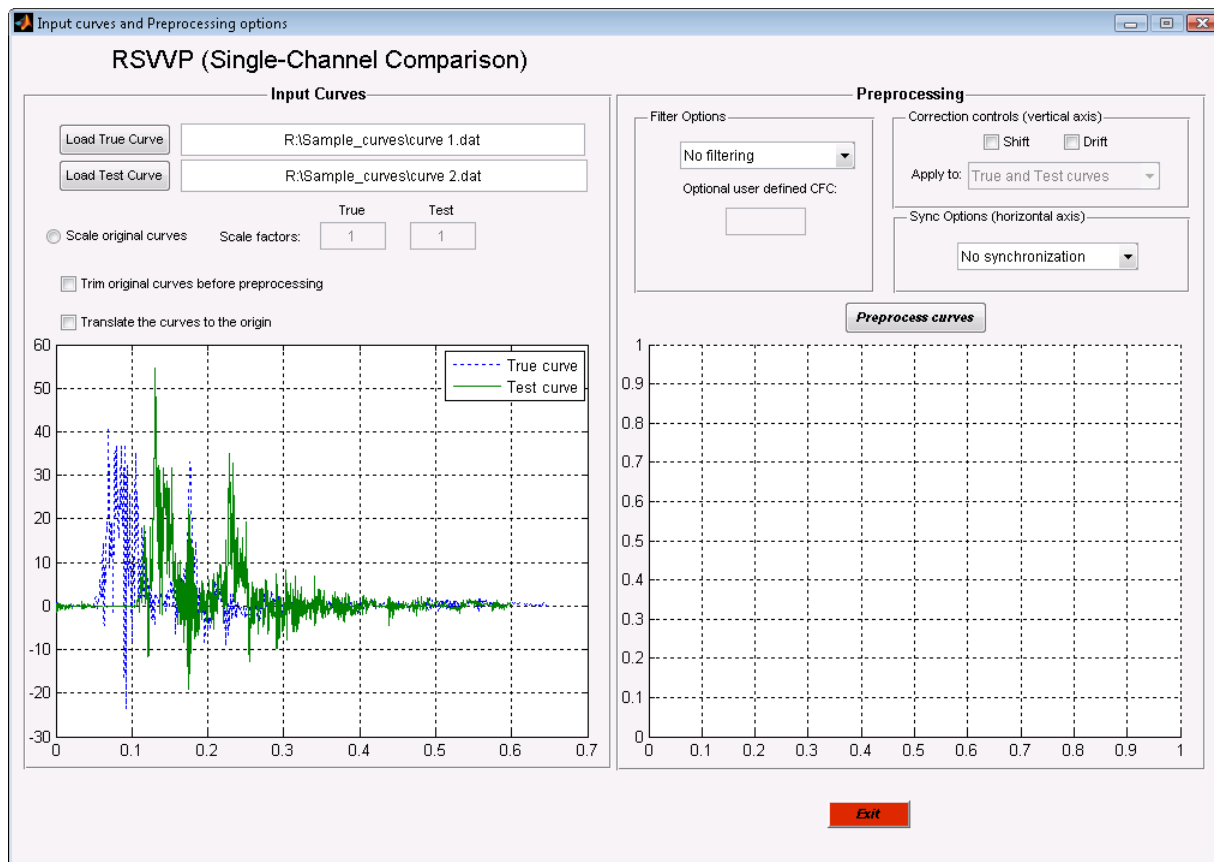 Input curves and Preprocessing options
RSVVP (Single-Channel Comparison)
Input Curves
Load True Curve
R:\Sample_curves\curve 1.dat
Load Test Curve
R:\Sample_curves\curve 2.dat
True
Test
Scale original curves
Scale factors:
1
1
Trim original curves before preprocessing
Translate the curves to the origin
60
50
40
30
20
10
0
-10
-20
-30
0 0.1 0.2 0.3 0.4 0.5 0.6 0.7
True curve
Test curve
Preprocessing
Filter Options
No filtering
Optional user defined CFC:
Correction controls (vertical axis)
Shift
Drift
Apply to:
True and Test curves
Sync Options (horizontal axis)
No synchronization
Preprocess curves
1
0.9
0.8
0.7
0.6
0.5
0.4
0.3
0.2
0.1
0
0 0.1 0.2 0.3 0.4 0.5 0.6 0.7 0.8 0.9 1
Exit